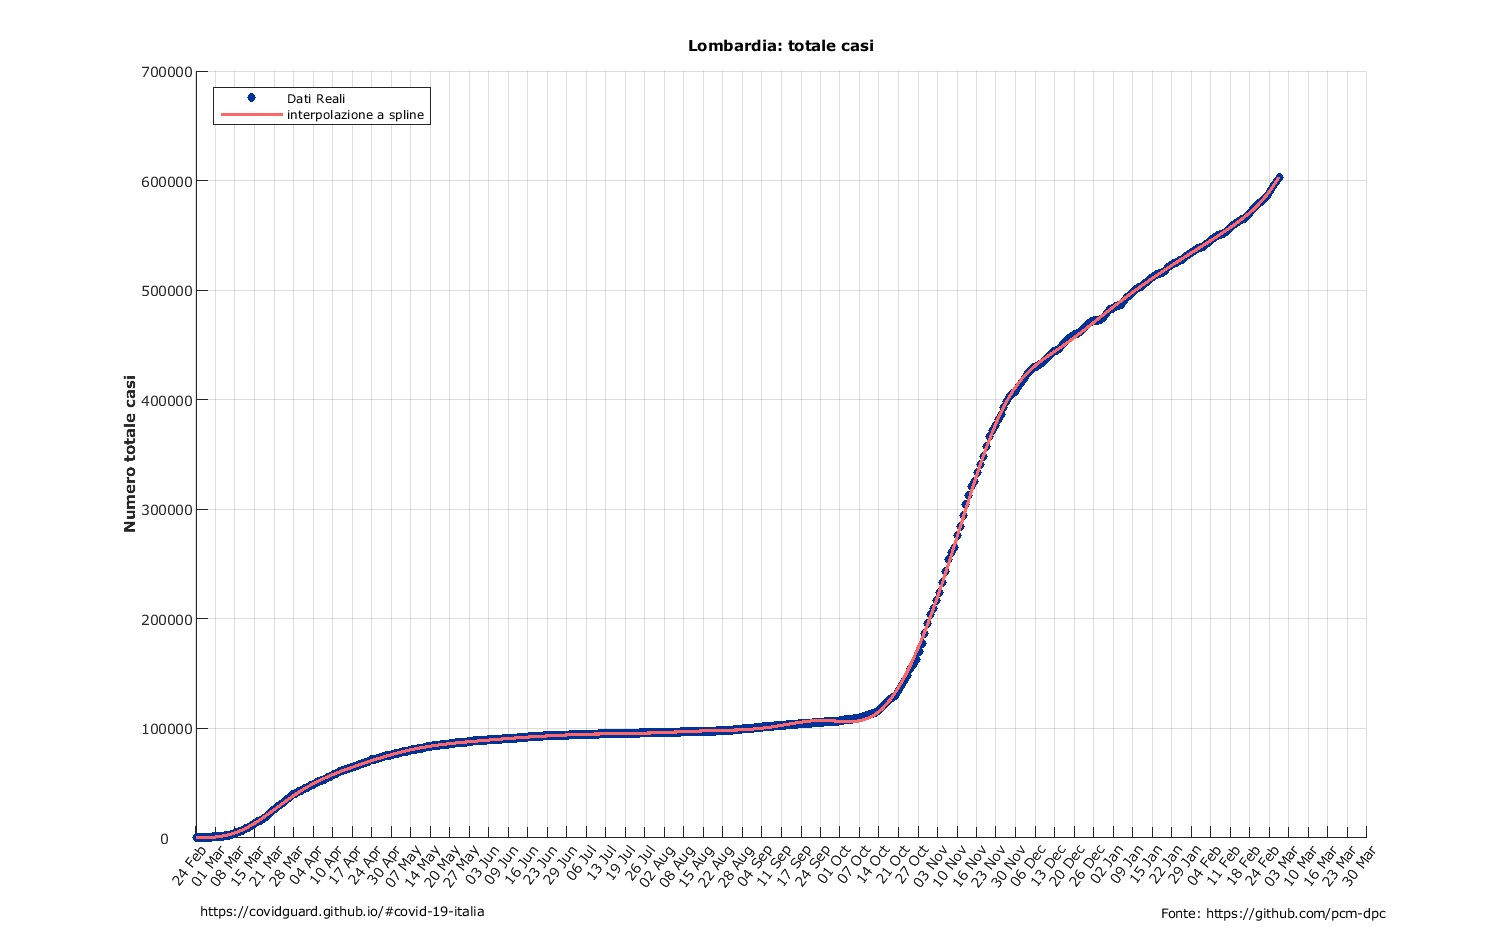 Lombardia: totale casi
700000
600000
500000
400000
300000
200000
100000
0
Numero totale casi
Dati Reali
interpolazione a spline
24 Feb
01 Mar
08 Mar
15 Mar
21 Mar
28 Mar
04 Apr
10 Apr
17 Apr
24 Apr
30 Apr
07 May
14 May
20 May
27 May
03 Jun
09 Jun
16 Jun
23 Jun
29 Jun
06 Jul
13 Jul
19 Jul
26 Jul
02 Aug
08 Aug
15 Aug
22 Aug
28 Aug
04 Sep
11 Sep
17 Sep
24 Sep
01 Oct
07 Oct
14 Oct
21 Oct
27 Oct
03 Nov
10 Nov
16 Nov
23 Nov
30 Nov
06 Dec
13 Dec
20 Dec
26 Dec
02 Jan
09 Jan
15 Jan
22 Jan
29 Jan
04 Feb
11 Feb
18 Feb
24 Feb
03 Mar
10 Mar
16 Mar
23 Mar
30 Mar
https://covidguard.github.io/#covid-19-italia
Fonte: https://github.com/pcm-dpc